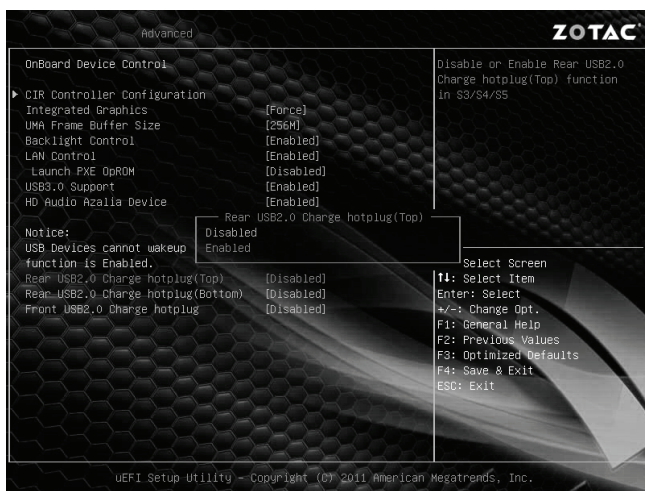 Advanced
ZOTAC
OnBoard Device Control
CIR Controller Configuration
Integrated Graphics [Force]
UMA Frame Buffer Size [256M]
Backlight Control [Enabled]
LAN Control [Enabled]
Launch PXE OpROM [Disabled]
USB3.0 Support [Enabled]
HD Audio Azalia Device [Enabled]
Notice:
USB Devices cannot wakeup
function is Enabled.
Rear USB2.0 Charge hotplug(Top) [Disabled]
Rear USB2.0 Charge hotplug(Bottom) [Disabled]
Front USB2.0 Charge hotplug [Disabled]
Rear USB2.0 Charge hotplug(Top)
Disabled
Enabled
Disable or Enable Rear USB2.0
Charge hotplug(Top) function
in S3/S4/S5
Select Screen
↑↓: Select Item
Enter: Select
+/-: Change Opt.
F1: General Help
F2: Previous Values
F3: Optimized Defaults
F4: Save & Exit
ESC: Exit
uEFI Setup Utility - Copyright (C) 2011 American Megatrends, Inc.